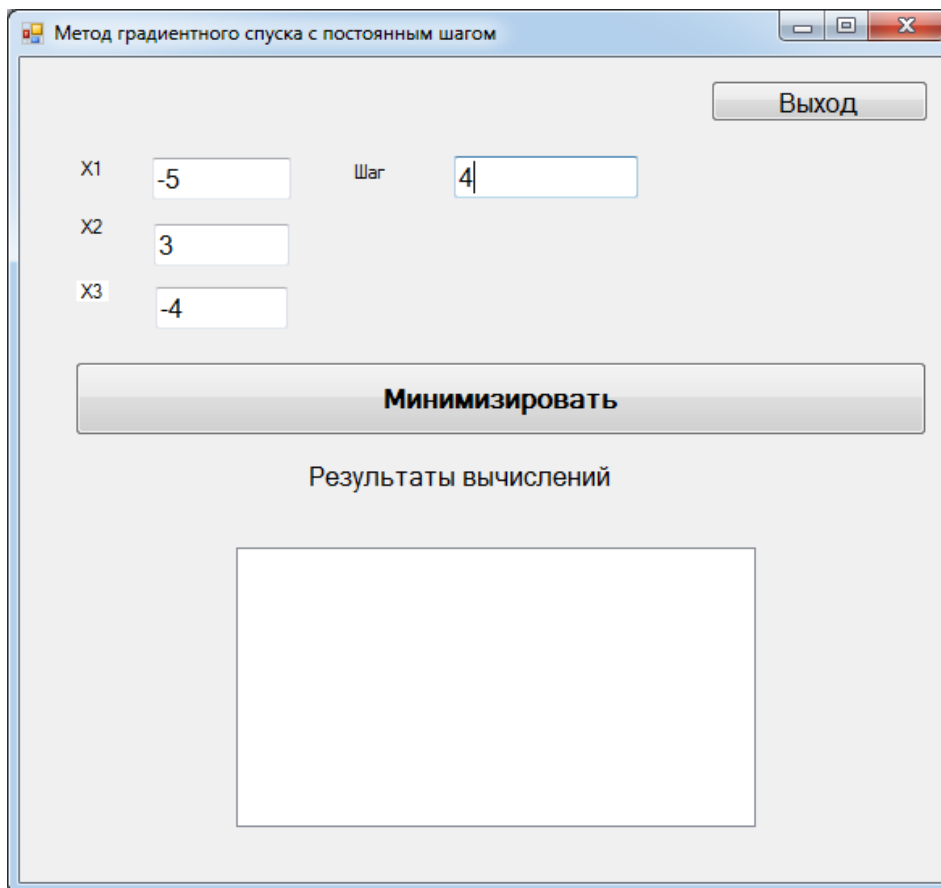 Метод градиентного спуска с постоянным шагом
Выход
X1 -5 Шаг 4
X2 3
X3 -4
Минимизировать
Результаты вычислений